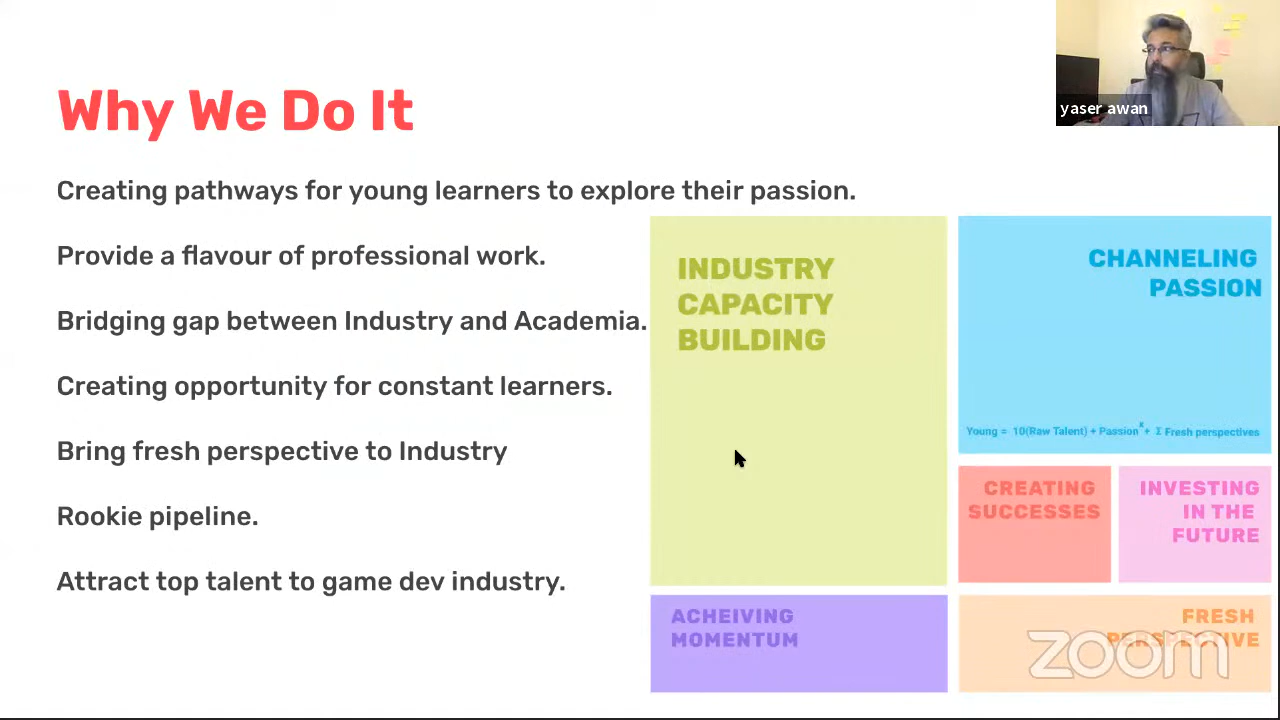 yaser awan
Why We Do It
Creating pathways for young learners to explore their passion.
Provide a flavour of professional work.
Bridging gap between Industry and Academia.
Creating opportunity for constant learners.
Bring fresh perspective to Industry
Rookie pipeline.
Attract top talent to game dev industry.
INDUSTRY
CAPACITY
BUILDING
CHANNELING
PASSION
Young = 10(Raw Talent) + Passionˣ + Σ Fresh perspectives
CREATING
SUCCESSES
INVESTING
IN THE
FUTURE
ACHEIVING
MOMENTUM
FRESH
PERSPECTIVE
zoom